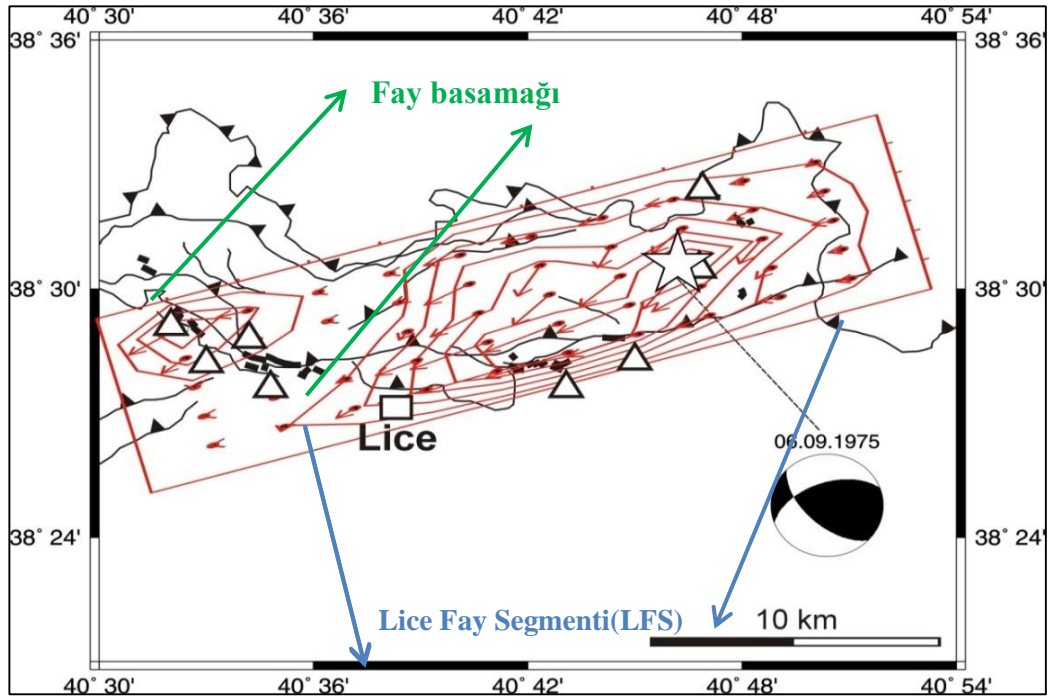 40˚ 30' 40˚ 36' 40˚ 42' 40˚ 48' 40˚ 54'
38˚ 36' 38˚ 36'
Fay basamağı
38˚ 30' 38˚ 30'
Lice
06.09.1975
38˚ 24' 38˚ 24'
Lice Fay Segmenti(LFS)
10 km
40˚ 30' 40˚ 36' 40˚ 42' 40˚ 48' 40˚ 54'